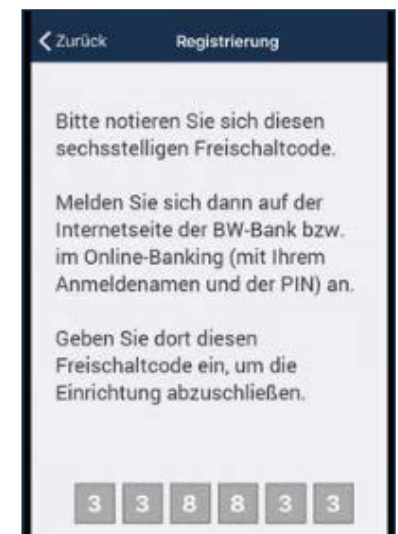 Zurück Registrierung
Bitte notieren Sie sich diesen
sechsstelligen Freischaltcode.
Melden Sie sich dann auf der
Internetseite der BW-Bank bzw.
im Online-Banking (mit Ihrem
Anmeldenamen und der PIN) an.
Geben Sie dort diesen
Freischaltcode ein, um die
Einrichtung abzuschließen.
3 3 8 8 3 3